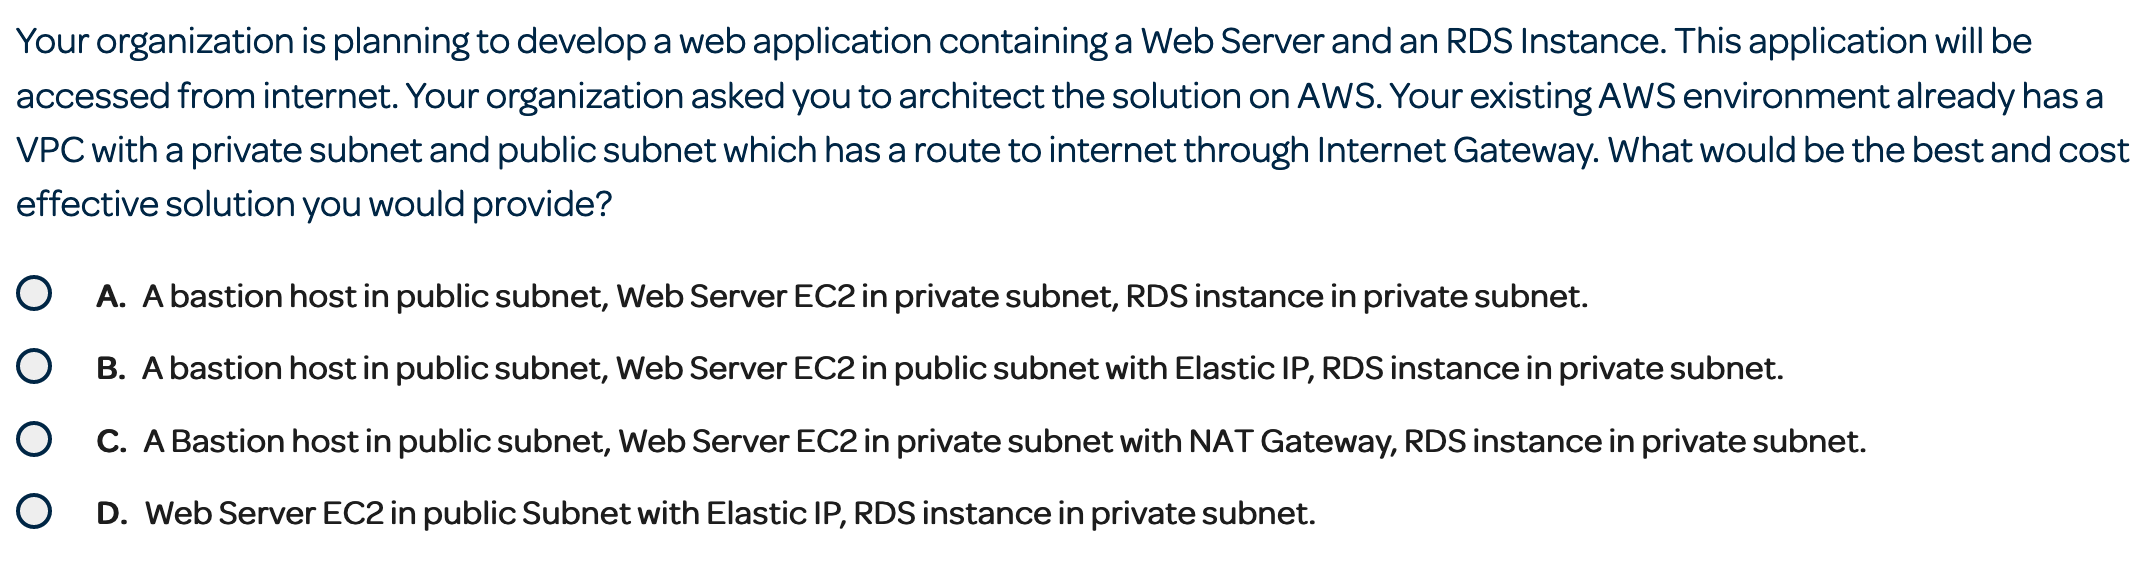 Your organization is planning to develop a web application containing a Web Server and an RDS Instance. This application will be
accessed from internet. Your organization asked you to architect the solution on AWS. Your existing AWS environment already has a
VPC with a private subnet and public subnet which has a route to internet through Internet Gateway. What would be the best and cost
effective solution you would provide?
A. A bastion host in public subnet, Web Server EC2 in private subnet, RDS instance in private subnet.
B. A bastion host in public subnet, Web Server EC2 in public subnet with Elastic IP, RDS instance in private subnet.
C. A Bastion host in public subnet, Web Server EC2 in private subnet with NAT Gateway, RDS instance in private subnet.
D. Web Server EC2 in public Subnet with Elastic IP, RDS instance in private subnet.